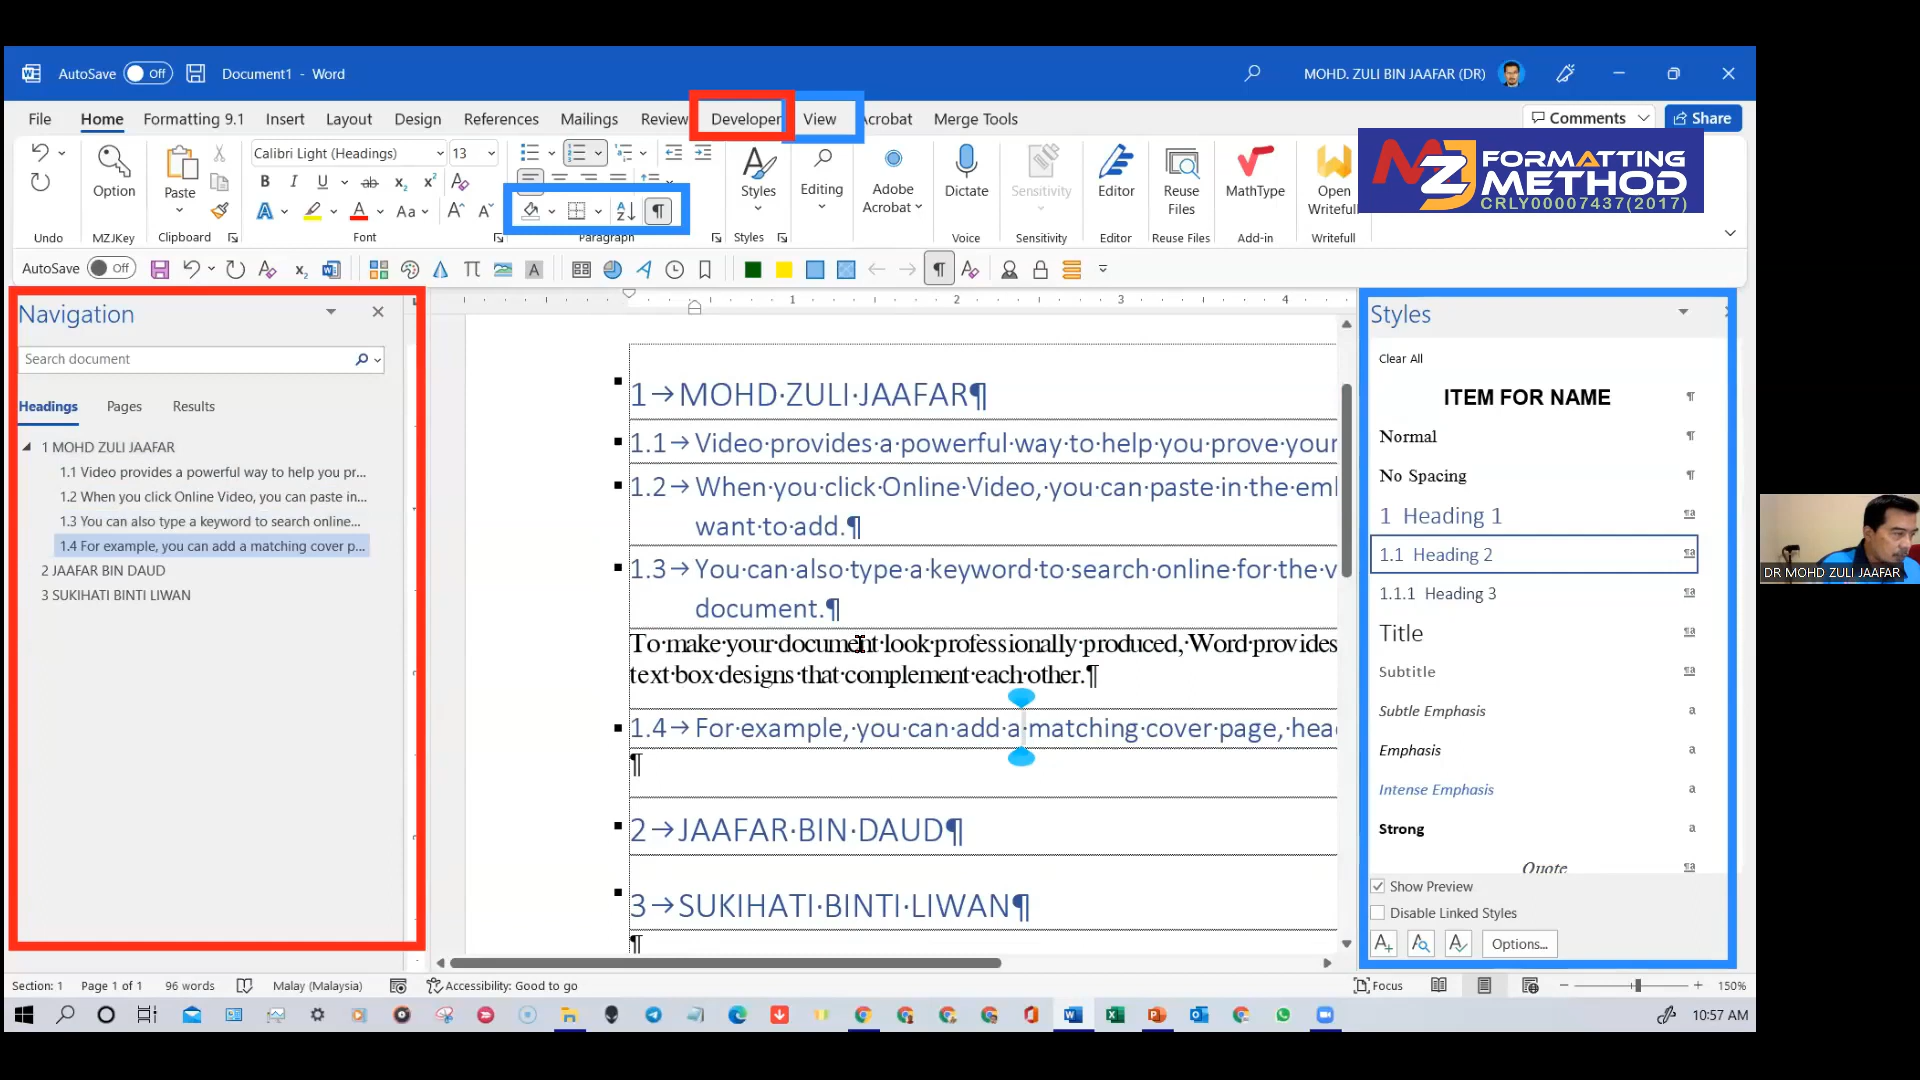 AutoSave Off Document1 - Word MOHD. ZULI BIN JAAFAR (DR)
File Home Formatting 9.1 Insert Layout Design References Mailings Review Developer View Acrobat Merge Tools Comments Share
Calibri Light (Headings) 13
Option Paste Styles Editing Adobe Acrobat Dictate Sensitivity Editor Reuse Files MathType Open Writefull
Undo MZJKey Clipboard Font Paragraph Styles Voice Sensitivity Editor Reuse Files Add-in Writefull
MZJ FORMATTING
METHOD
CRLY00007437(2017)
AutoSave Off
Navigation
Search document
Headings Pages Results
1 MOHD ZULI JAAFAR
1.1 Video provides a powerful way to help you pr...
1.2 When you click Online Video, you can paste in...
1.3 You can also type a keyword to search online...
1.4 For example, you can add a matching cover p...
2 JAAFAR BIN DAUD
3 SUKIHATI BINTI LIWAN
1 2 3 4
1→MOHD·ZULI·JAAFAR¶
1.1→Video·provides·a·powerful·way·to·help·you·prove·your
1.2→When·you·click·Online·Video,·you·can·paste·in·the·em
want·to·add.¶
1.3→You·can·also·type·a·keyword·to·search·online·for·the·v
document.¶
To·make·your·document·look·professionally·produced,·Word·provides
text·box·designs·that·complement·each·other.¶
1.4→For·example,·you·can·add·a·matching·cover·page,·hea
¶
2→JAAFAR·BIN·DAUD¶
3→SUKIHATI·BINTI·LIWAN¶
¶
Styles
Clear All
ITEM FOR NAME
Normal
No Spacing
1 Heading 1
1.1 Heading 2
1.1.1 Heading 3
Title
Subtitle
Subtle Emphasis
Emphasis
Intense Emphasis
Strong
Quote
Show Preview
Disable Linked Styles
Options...
DR MOHD ZULI JAAFAR
Section: 1 Page 1 of 1 96 words Malay (Malaysia) Accessibility: Good to go Focus 150%
10:57 AM